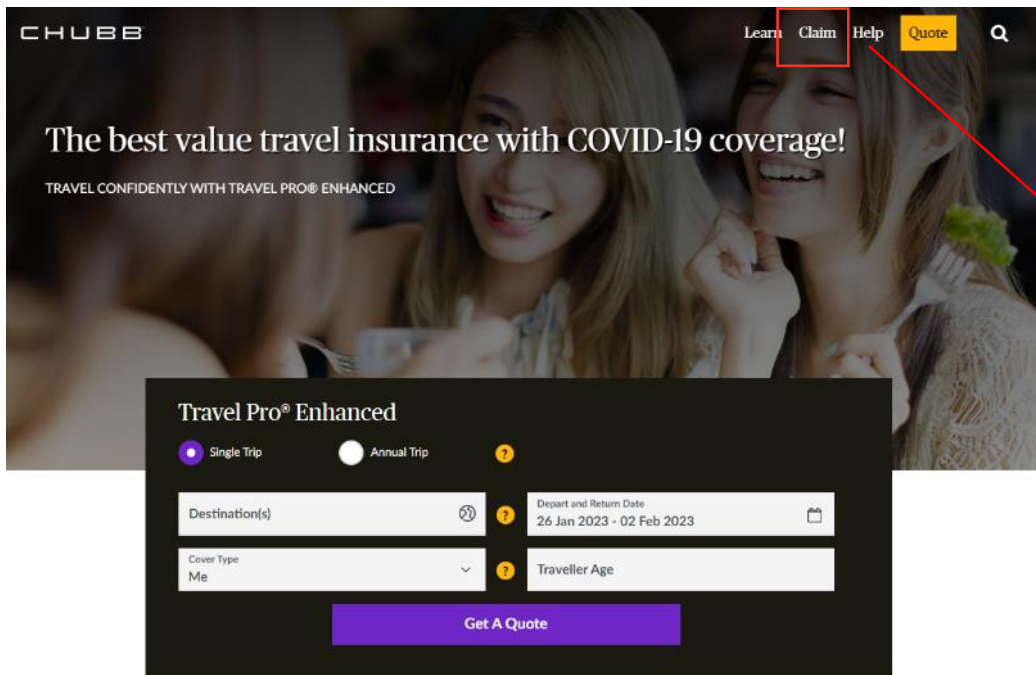 CHUBB
Learn Claim Help Quote
The best value travel insurance with COVID-19 coverage!
TRAVEL CONFIDENTLY WITH TRAVEL PRO® ENHANCED
Travel Pro® Enhanced
Single Trip Annual Trip ?
Destination(s) ? Depart and Return Date
26 Jan 2023 - 02 Feb 2023
Cover Type
Me ? Traveller Age
Get A Quote